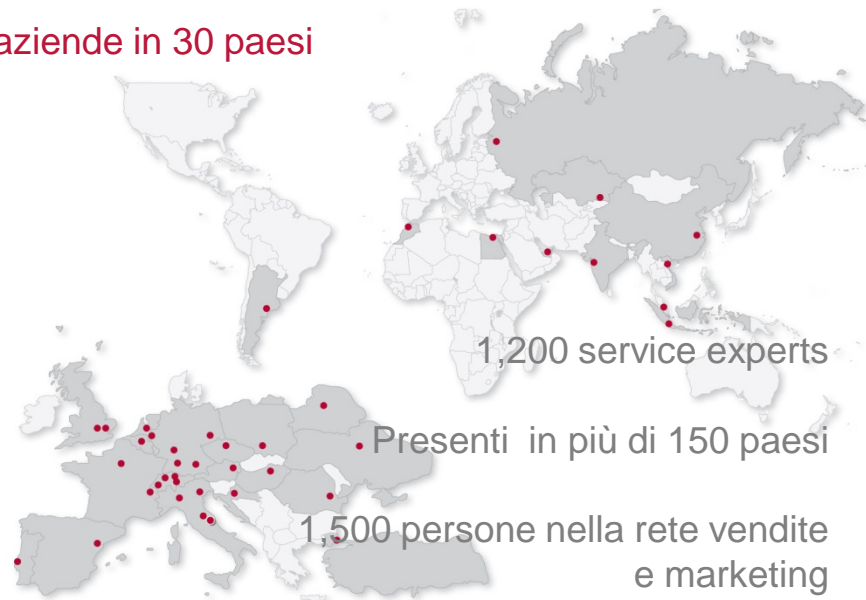 aziende in 30 paesi
1,200 service experts
Presenti in più di 150 paesi
1,500 persone nella rete vendite
e marketing